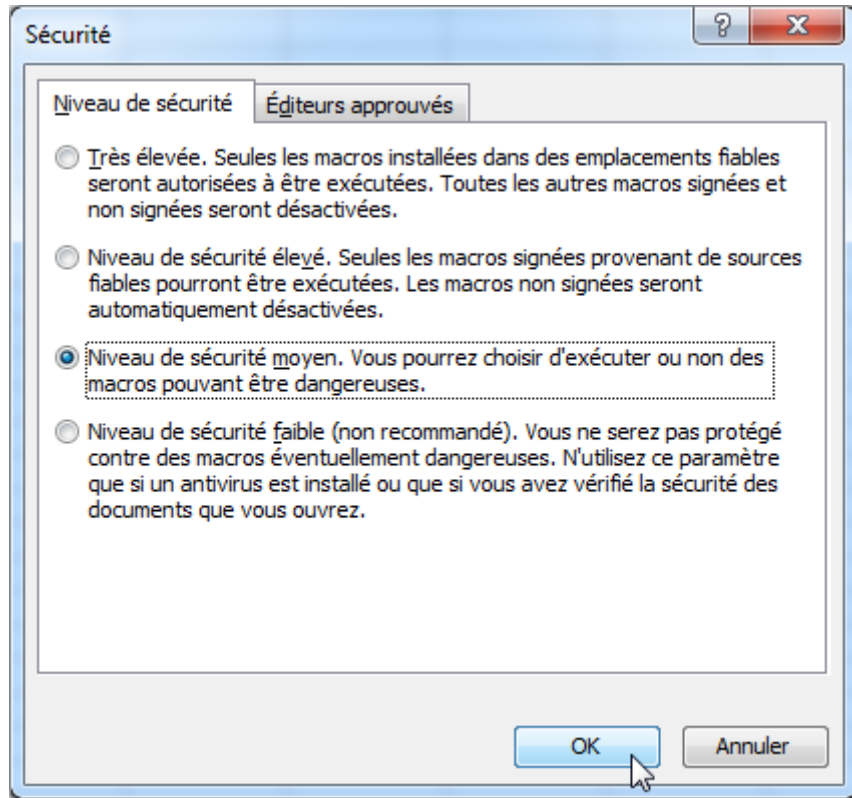 Sécurité
Niveau de sécurité
Éditeurs approuvés
Très élevée. Seules les macros installées dans des emplacements fiables
seront autorisées à être exécutées. Toutes les autres macros signées et
non signées seront désactivées.
Niveau de sécurité élevé. Seules les macros signées provenant de sources
fiables pourront être exécutées. Les macros non signées seront
automatiquement désactivées.
Niveau de sécurité moyen. Vous pourrez choisir d'exécuter ou non des
macros pouvant être dangereuses.
Niveau de sécurité faible (non recommandé). Vous ne serez pas protégé
contre des macros éventuellement dangereuses. N'utilisez ce paramètre
que si un antivirus est installé ou que si vous avez vérifié la sécurité des
documents que vous ouvrez.
OK
Annuler